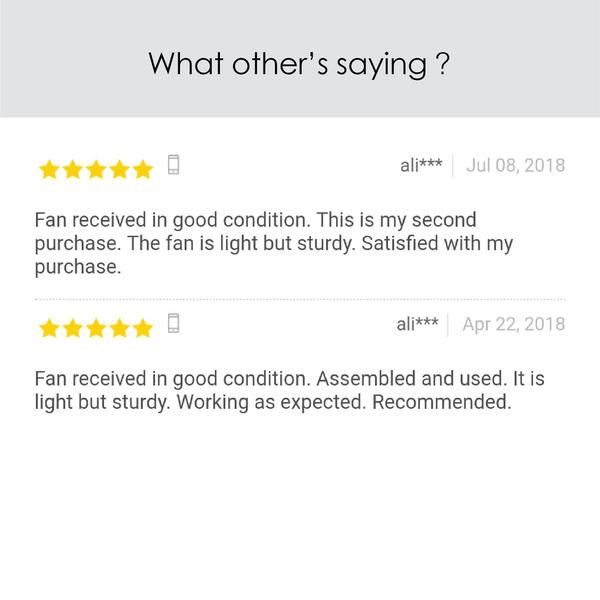 What other's saying ?
ali*** Jul 08, 2018
Fan received in good condition. This is my second
purchase. The fan is light but sturdy. Satisfied with my
purchase.
ali*** Apr 22, 2018
Fan received in good condition. Assembled and used. It is
light but sturdy. Working as expected. Recommended.